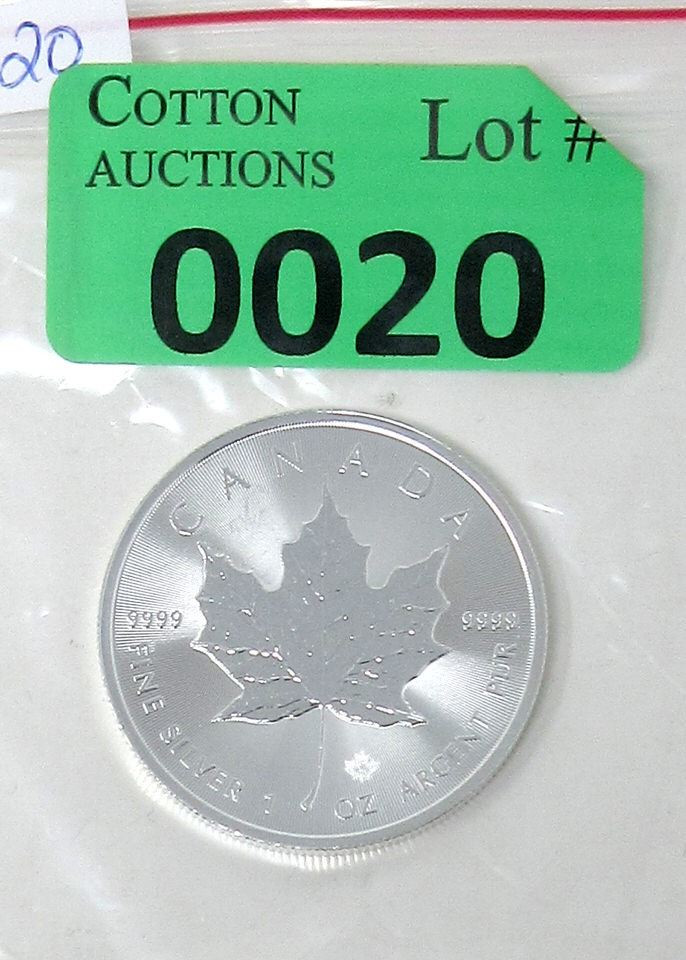 20
COTTON
AUCTIONS
Lot #
0020
CANADA
9999
9999
FINE SILVER 1 OZ ARGENT PUR